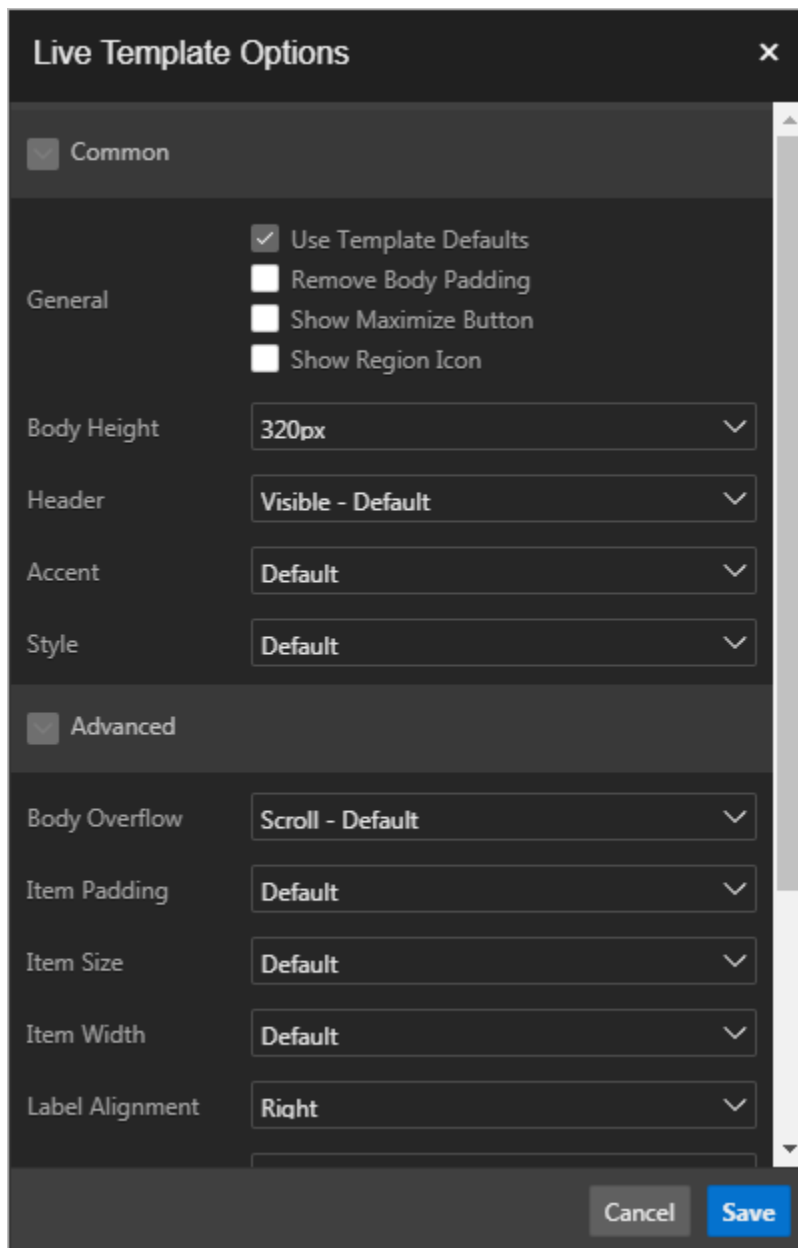 Live Template Options
Common
General
Use Template Defaults
Remove Body Padding
Show Maximize Button
Show Region Icon
Body Height 320px
Header Visible - Default
Accent Default
Style Default
Advanced
Body Overflow Scroll - Default
Item Padding Default
Item Size Default
Item Width Default
Label Alignment Right
Cancel Save